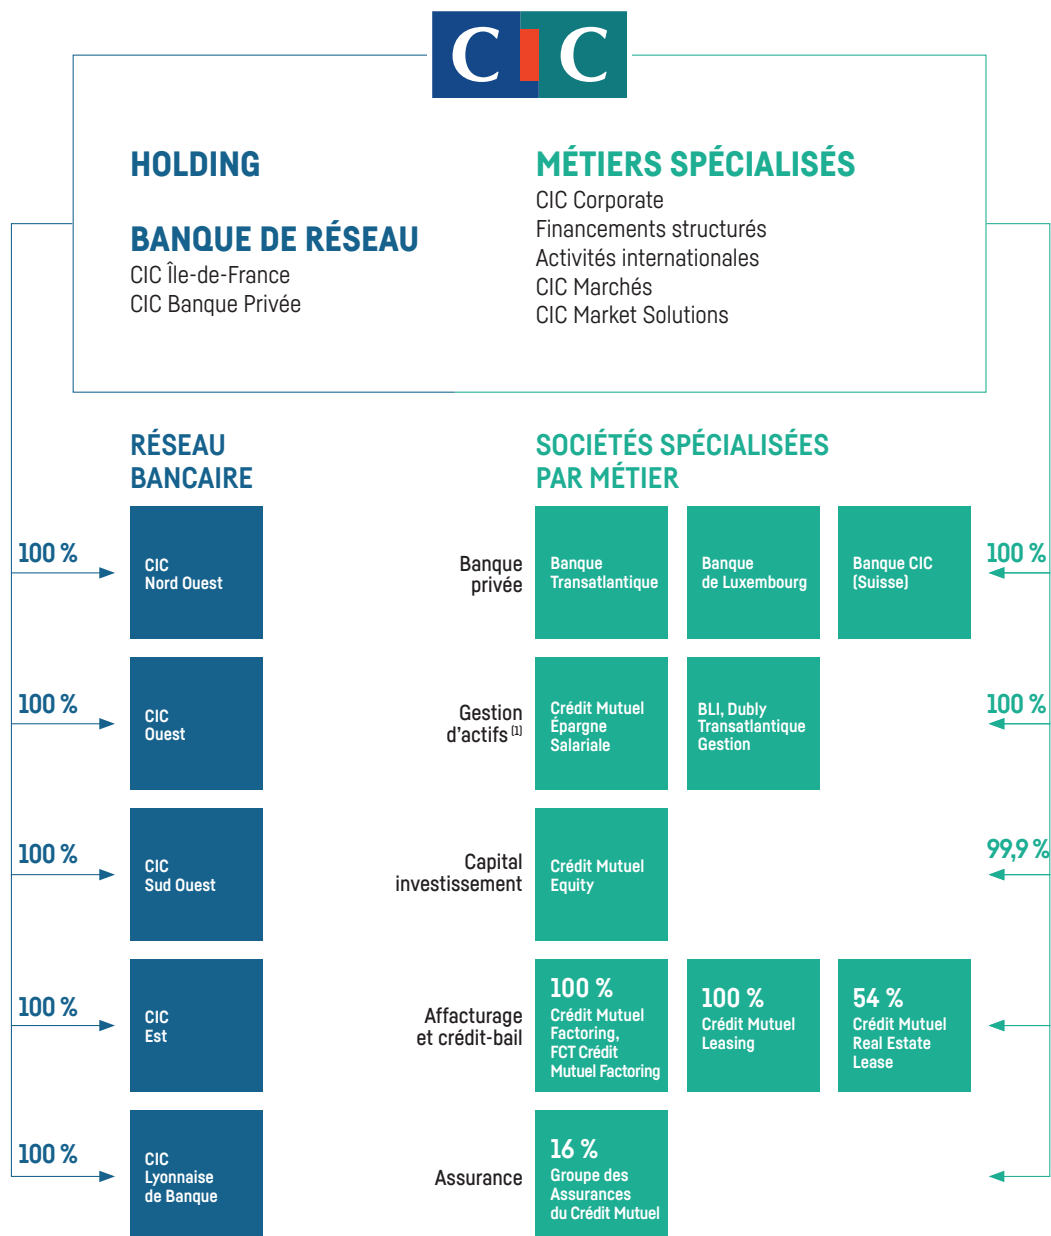 CIC
HOLDING
BANQUE DE RÉSEAU
CIC Île-de-France
CIC Banque Privée
MÉTIERS SPÉCIALISÉS
CIC Corporate
Financements structurés
Activités internationales
CIC Marchés
CIC Market Solutions
RÉSEAU
BANCAIRE
100 %
CIC
Nord Ouest
100 %
CIC
Ouest
100 %
CIC
Sud Ouest
100 %
CIC
Est
100 %
CIC
Lyonnaise
de Banque
SOCIÉTÉS SPÉCIALISÉES
PAR MÉTIER
Banque
privée
Banque
Transatlantique
Banque
de Luxembourg
Banque CIC
(Suisse)
100 %
Gestion
d'actifs (1)
Crédit Mutuel
Épargne
Salariale
BLI, Dubly
Transatlantique
Gestion
100 %
Capital
investissement
Crédit Mutuel
Equity
99,9 %
Affacturage
et crédit-bail
100 %
Crédit Mutuel
Factoring,
FCT Crédit
Mutuel Factoring
100 %
Crédit Mutuel
Leasing
54 %
Crédit Mutuel
Real Estate
Lease
Assurance
16 %
Groupe des
Assurances
du Crédit Mutuel